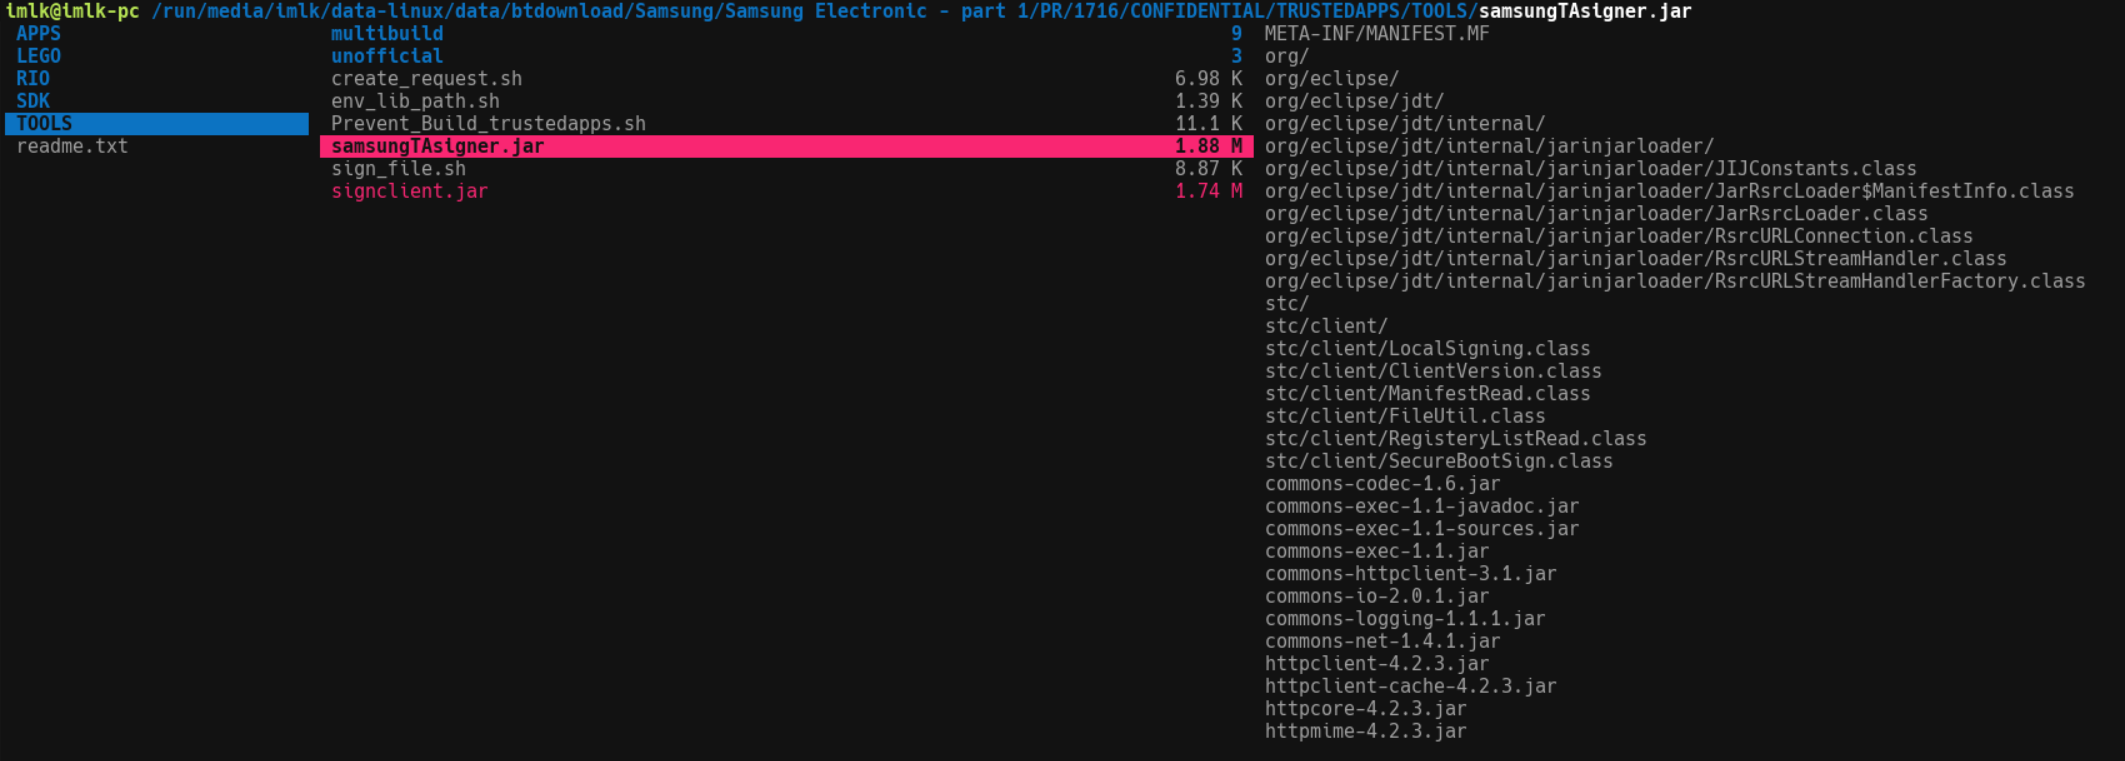 imlk@imlk-pc /run/media/imlk/data-linux/data/btdownload/Samsung/Samsung Electronic - part 1/PR/1716/CONFIDENTIAL/TRUSTEDAPPS/TOOLS/samsungTAsigner.jar
APPS multibuild 9 META-INF/MANIFEST.MF
LEGO unofficial 3 org/
RIO create_request.sh 6.98 K org/eclipse/
SDK env_lib_path.sh 1.39 K org/eclipse/jdt/
TOOLS Prevent_Build_trustedapps.sh 11.1 K org/eclipse/jdt/internal/
readme.txt samsungTAsigner.jar 1.88 M org/eclipse/jdt/internal/jarinjarloader/
sign_file.sh 8.87 K org/eclipse/jdt/internal/jarinjarloader/JIJConstants.class
signclient.jar 1.74 M org/eclipse/jdt/internal/jarinjarloader/JarRsrcLoader$ManifestInfo.class
org/eclipse/jdt/internal/jarinjarloader/JarRsrcLoader.class
org/eclipse/jdt/internal/jarinjarloader/RsrcURLConnection.class
org/eclipse/jdt/internal/jarinjarloader/RsrcURLStreamHandler.class
org/eclipse/jdt/internal/jarinjarloader/RsrcURLStreamHandlerFactory.class
stc/
stc/client/
stc/client/LocalSigning.class
stc/client/ClientVersion.class
stc/client/ManifestRead.class
stc/client/FileUtil.class
stc/client/RegisteryListRead.class
stc/client/SecureBootSign.class
commons-codec-1.6.jar
commons-exec-1.1-javadoc.jar
commons-exec-1.1-sources.jar
commons-exec-1.1.jar
commons-httpclient-3.1.jar
commons-io-2.0.1.jar
commons-logging-1.1.1.jar
commons-net-1.4.1.jar
httpclient-4.2.3.jar
httpclient-cache-4.2.3.jar
httpcore-4.2.3.jar
httpmime-4.2.3.jar